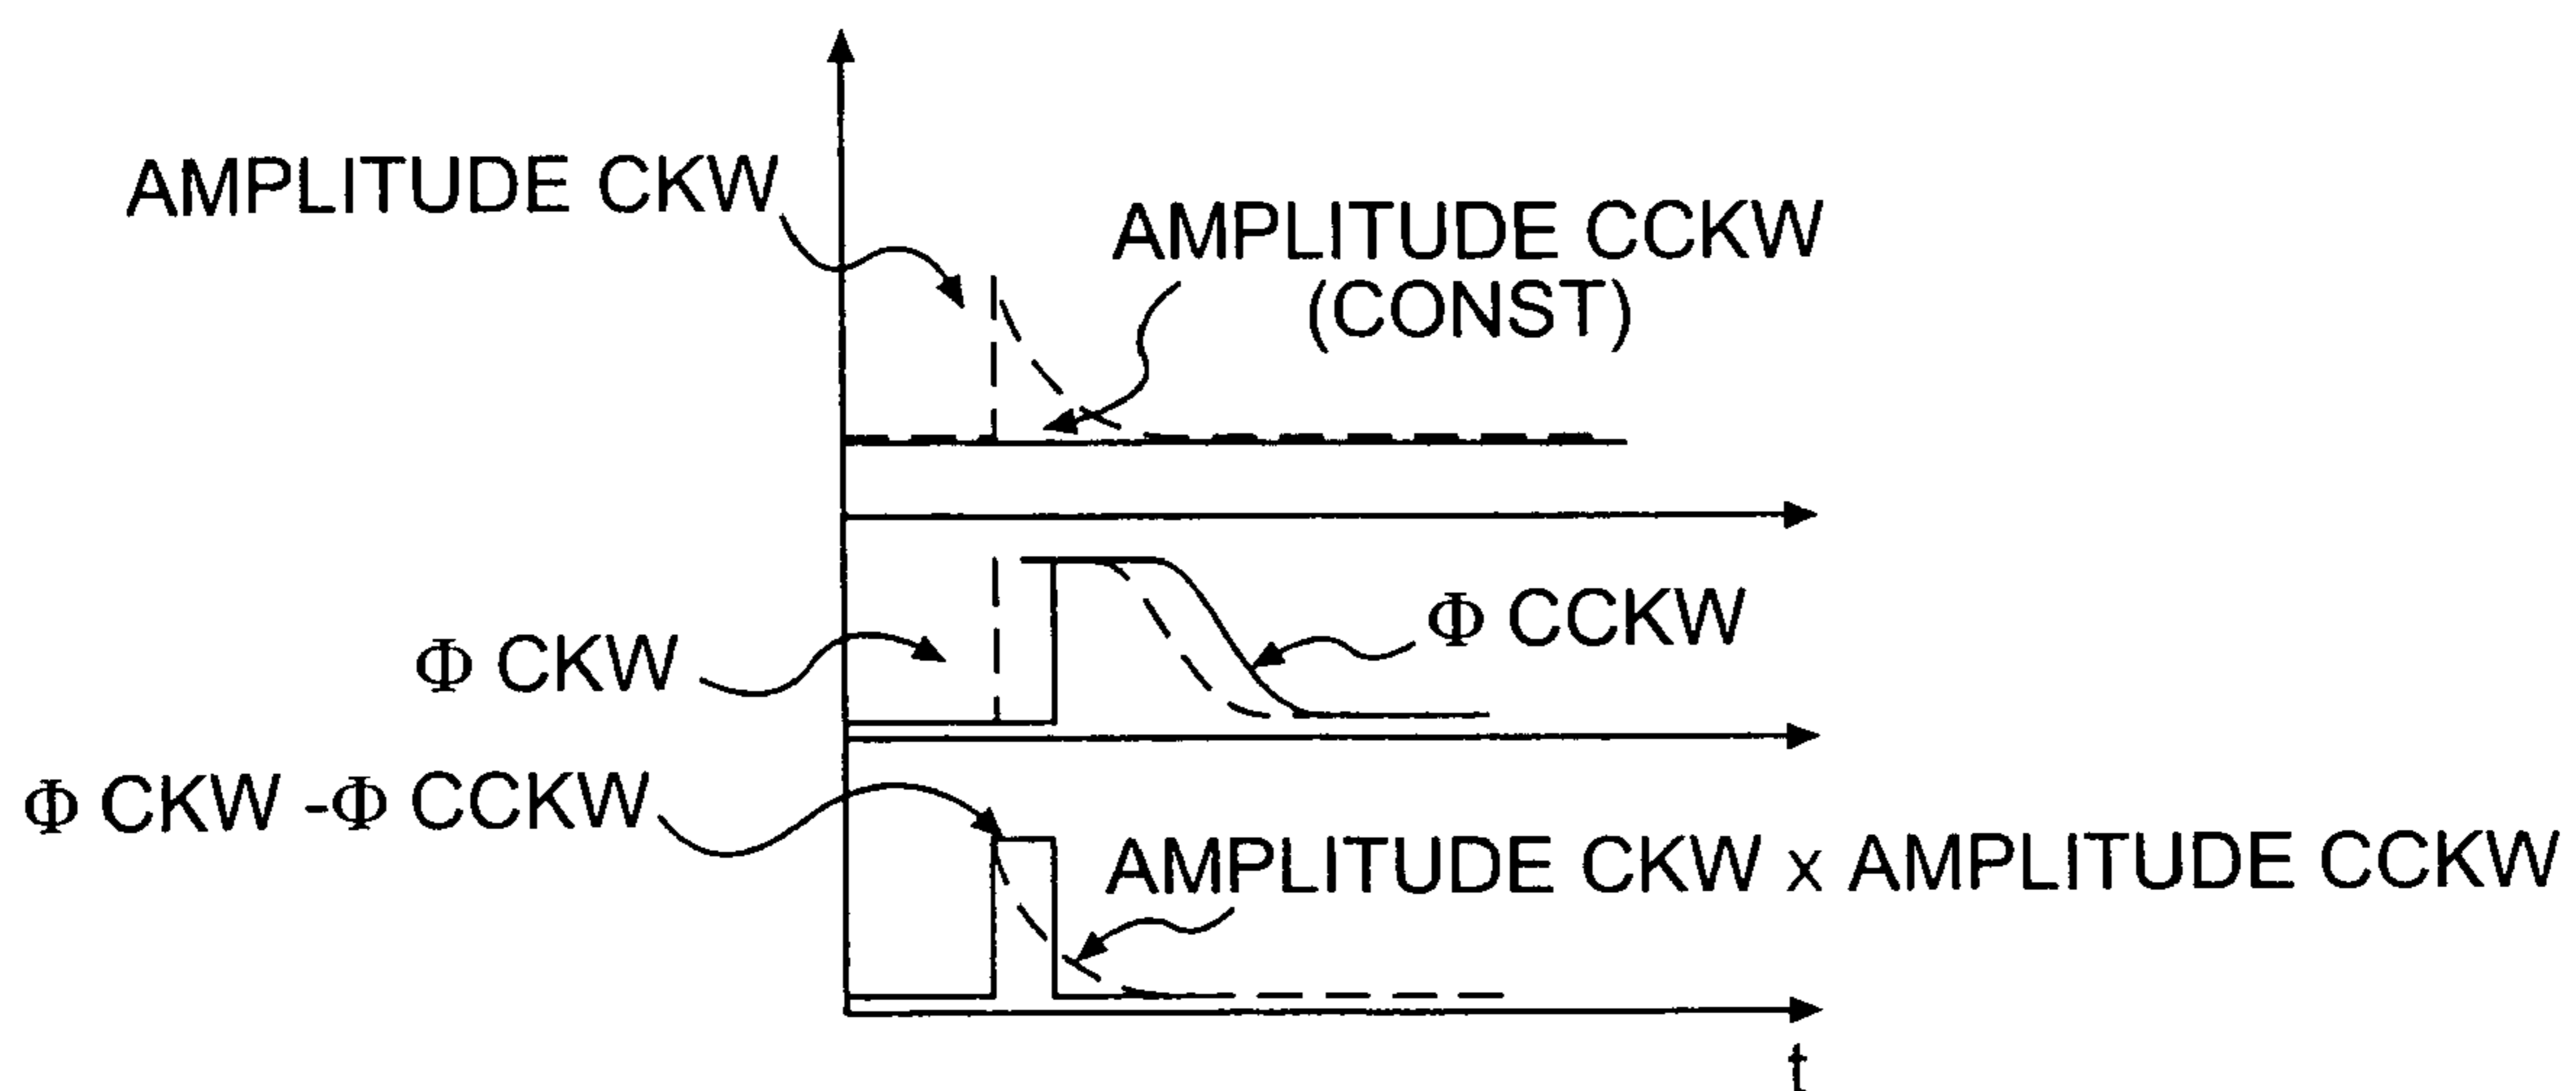 AMPLITUDE CKW
AMPLITUDE CCKW
(CONST)
Φ CKW
Φ CCKW
Φ CKW -Φ CCKW
AMPLITUDE CKW x AMPLITUDE CCKW
t